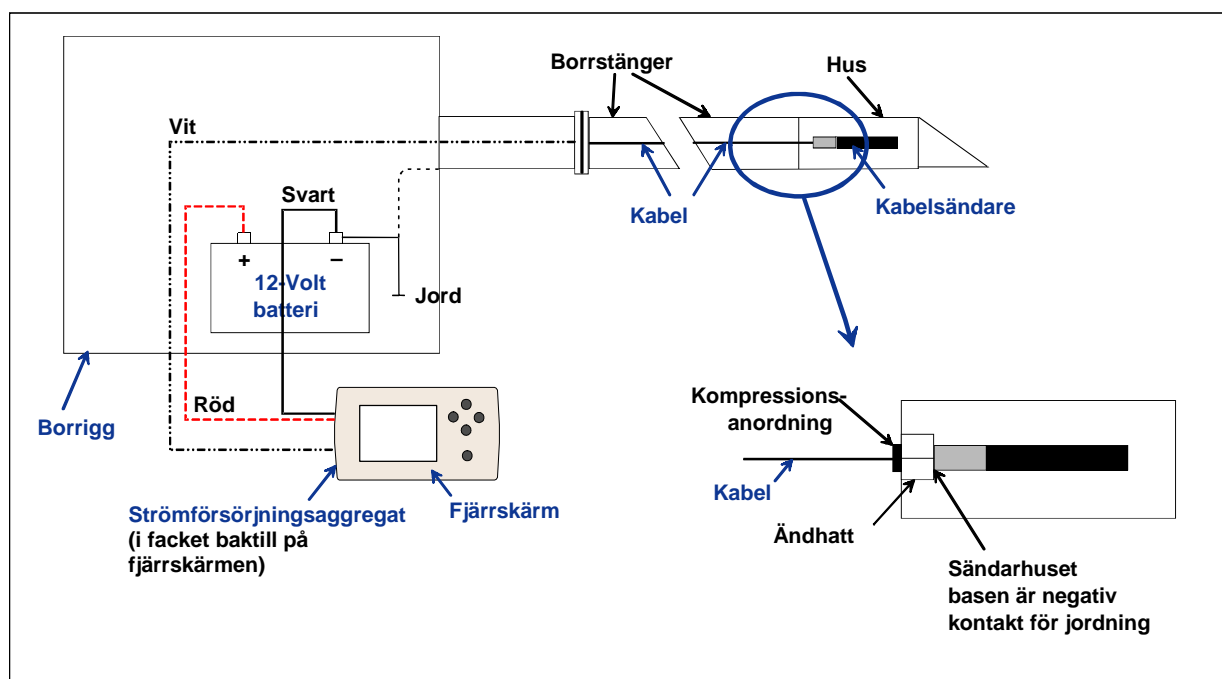 Borrstänger
Hus
Vit
Svart
Kabel
Kabelsändare
+
–
12-Volt
batteri
Jord
Röd
Borrigg
Kompressions-
anordning
Kabel
Strömförsörjningsaggregat
(i facket baktill på
fjärrskärmen)
Fjärrskärm
Ändhatt
Sändarhuset
basen är negativ
kontakt för jordning